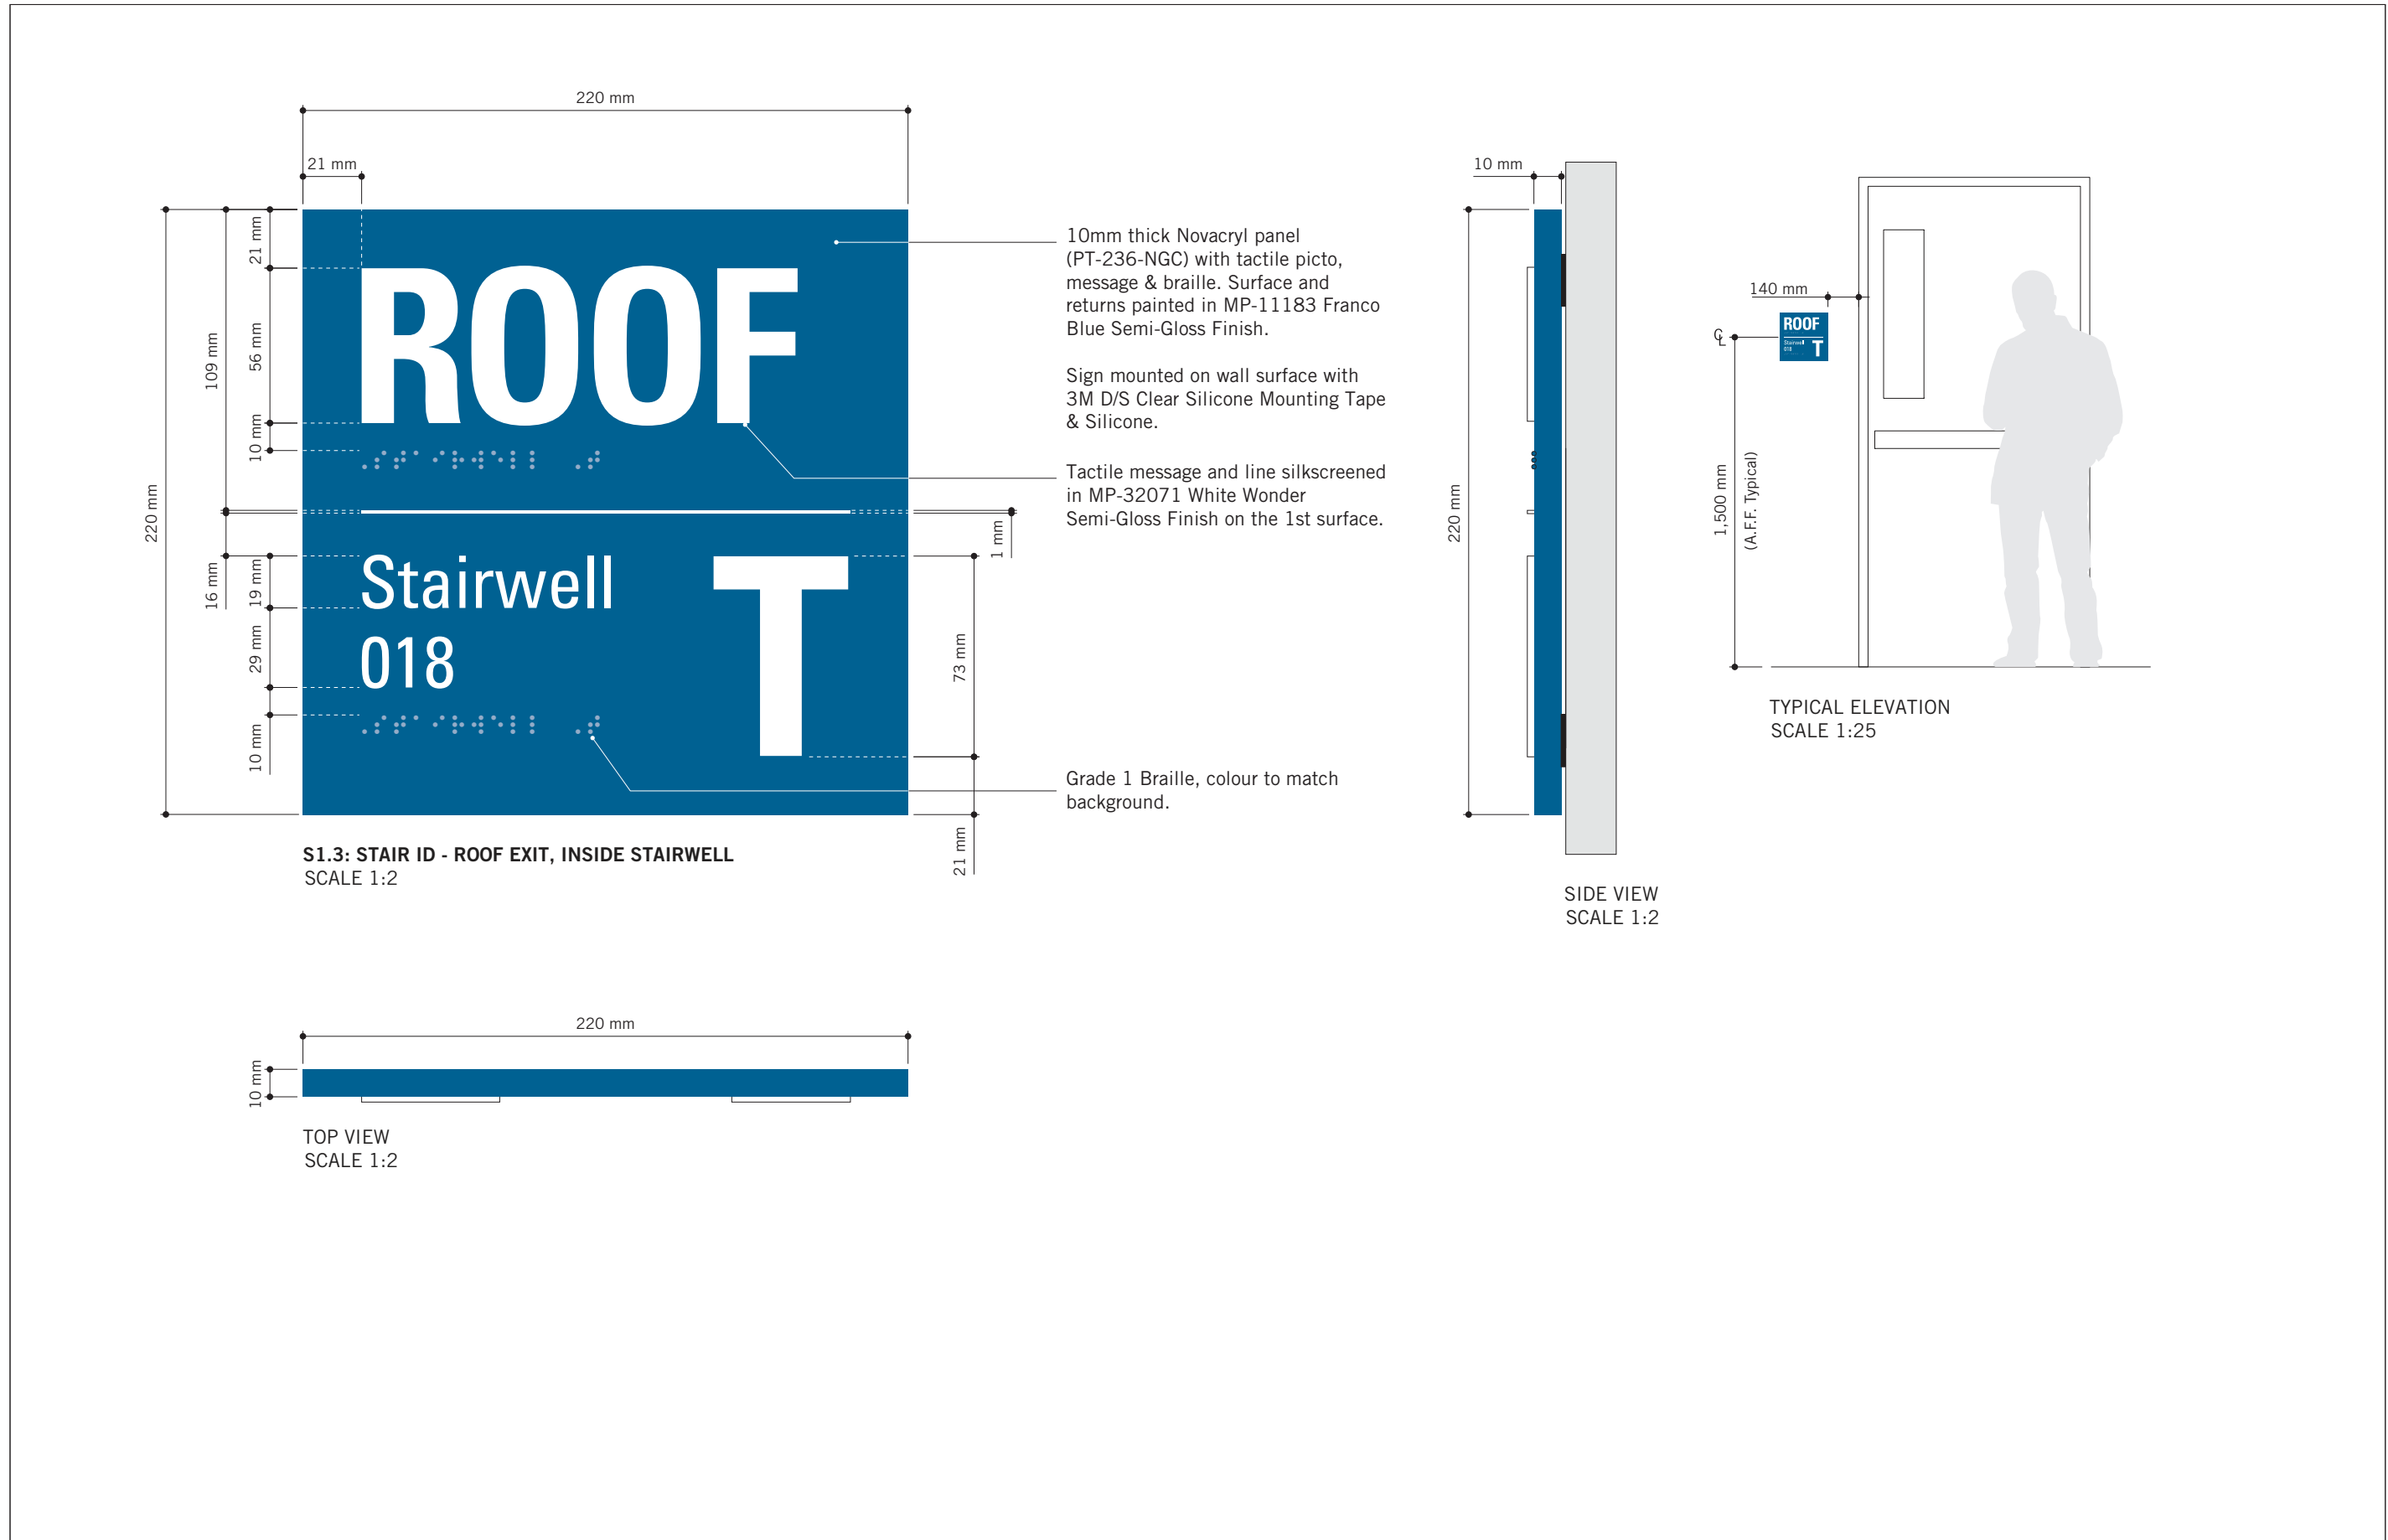 220 mm
21 mm
220 mm
109 mm
21 mm
56 mm
10 mm
16 mm
19 mm
29 mm
10 mm
ROOF
⠠⠎⠞⠁⠊⠗⠺⠑⠇⠇ ⠠⠞
Stairwell
018
T
⠠⠎⠞⠁⠊⠗⠺⠑⠇⠇ ⠠⠞
1 mm
73 mm
21 mm
10mm thick Novacryl panel
(PT-236-NGC) with tactile picto,
message & braille. Surface and
returns painted in MP-11183 Franco
Blue Semi-Gloss Finish.
Sign mounted on wall surface with
3M D/S Clear Silicone Mounting Tape
& Silicone.
Tactile message and line silkscreened
in MP-32071 White Wonder
Semi-Gloss Finish on the 1st surface.
Grade 1 Braille, colour to match
background.
S1.3: STAIR ID - ROOF EXIT, INSIDE STAIRWELL
SCALE 1:2
10 mm
220 mm
SIDE VIEW
SCALE 1:2
140 mm
CL
ROOF
Stairwell
018
T
1,500 mm
(A.F.F. Typical)
TYPICAL ELEVATION
SCALE 1:25
220 mm
10 mm
TOP VIEW
SCALE 1:2